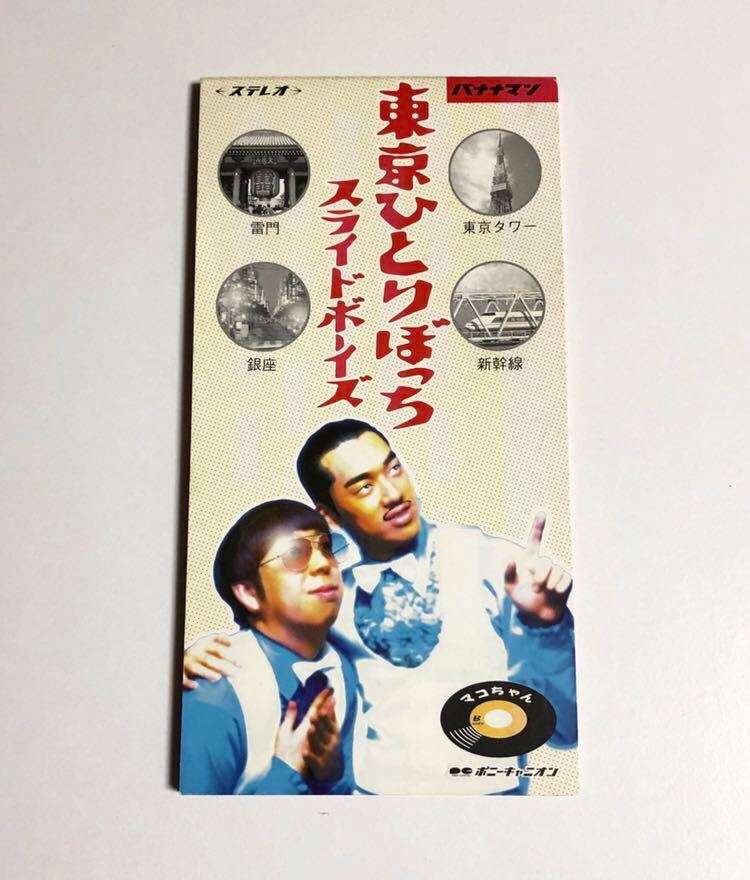 <ステレオ>
バナナマン
東京ひとりぼっち
スライドボーイズ
雷門
東京タワー
銀座
新幹線
マコちゃん
B
ポニーキャニオン